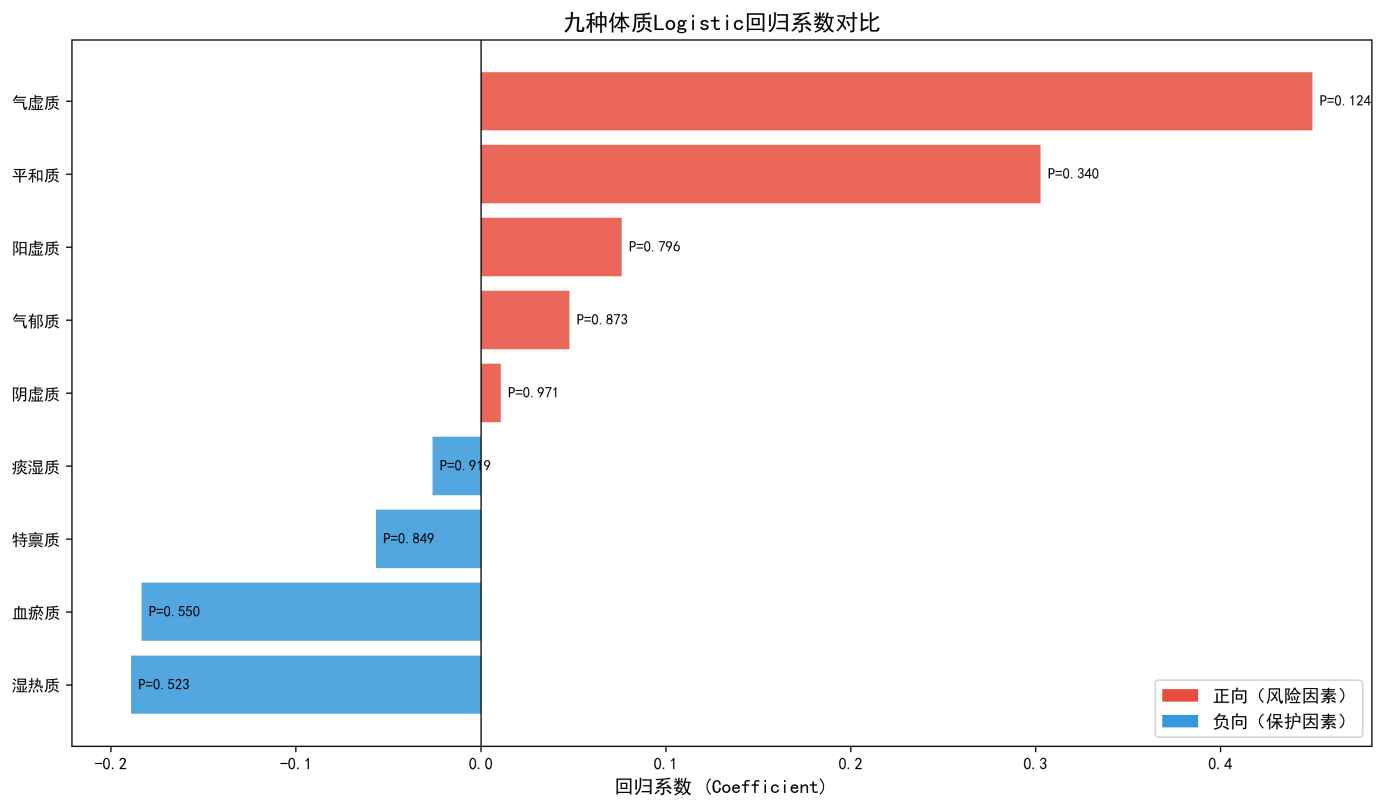 九种体质Logistic回归系数对比
气虚质
P=0.124
平和质
P=0.340
阳虚质
P=0.796
气郁质
P=0.873
阴虚质
P=0.971
痰湿质
P=0.919
特禀质
P=0.849
血瘀质
P=0.550
湿热质
P=0.523
正向（风险因素）
负向（保护因素）
-0.2 -0.1 0.0 0.1 0.2 0.3 0.4
回归系数 (Coefficient)